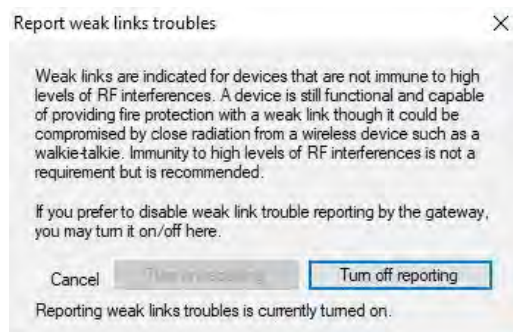 Report weak links troubles
Weak links are indicated for devices that are not immune to high
levels of RF interferences. A device is still functional and capable
of providing fire protection with a weak link though it could be
compromised by close radiation from a wireless device such as a
walkie-talkie. Immunity to high levels of RF interferences is not a
requirement but is recommended.
If you prefer to disable weak link trouble reporting by the gateway,
you may turn it on/off here.
Cancel
Turn off reporting
Reporting weak links troubles is currently turned on.